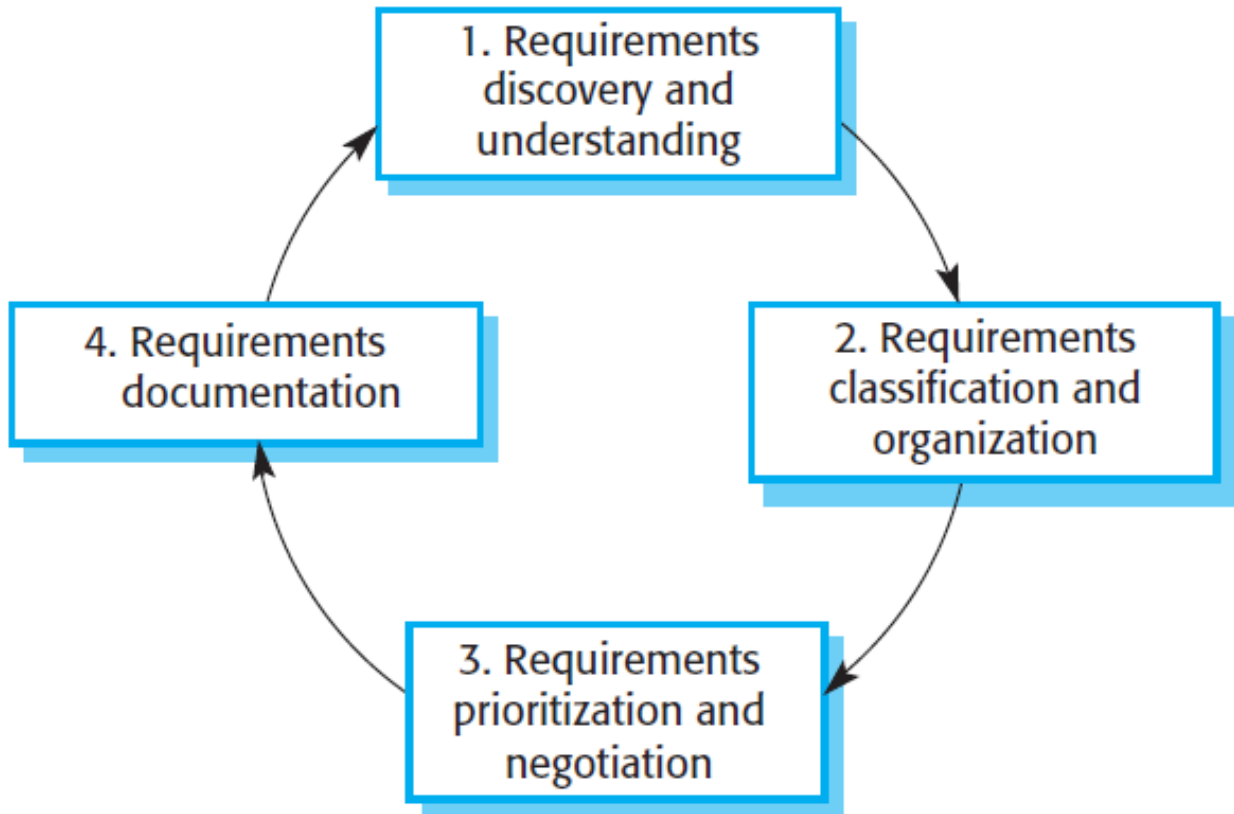 1. Requirements
discovery and
understanding
2. Requirements
classification and
organization
3. Requirements
prioritization and
negotiation
4. Requirements
documentation